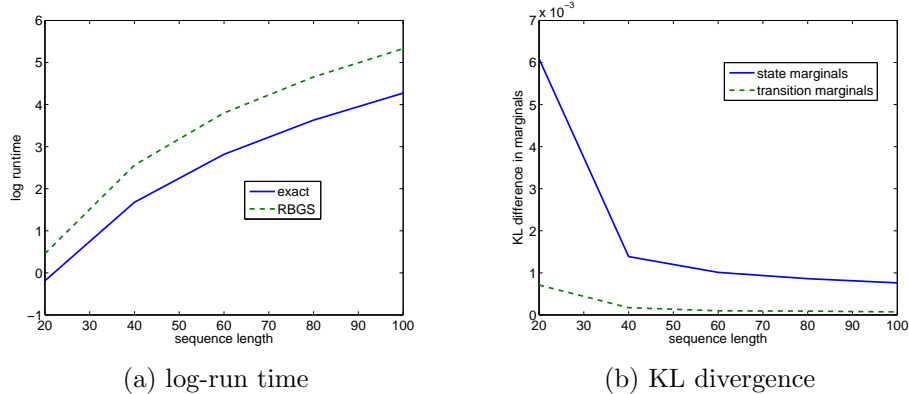 6
5
4
3
2
1
0
−1
20 30 40 50 60 70 80 90 100
sequence length
log runtime
exact
RBGS
(a) log-run time
x 10⁻³
7
6
5
4
3
2
1
0
20 30 40 50 60 70 80 90 100
sequence length
KL difference in marginals
state marginals
transition marginals
(b) KL divergence